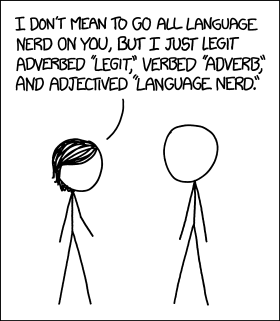 I DON'T MEAN TO GO ALL LANGUAGE
NERD ON YOU, BUT I JUST LEGIT
ADVERBED "LEGIT," VERBED "ADVERB,"
AND ADJECTIVED "LANGUAGE NERD."